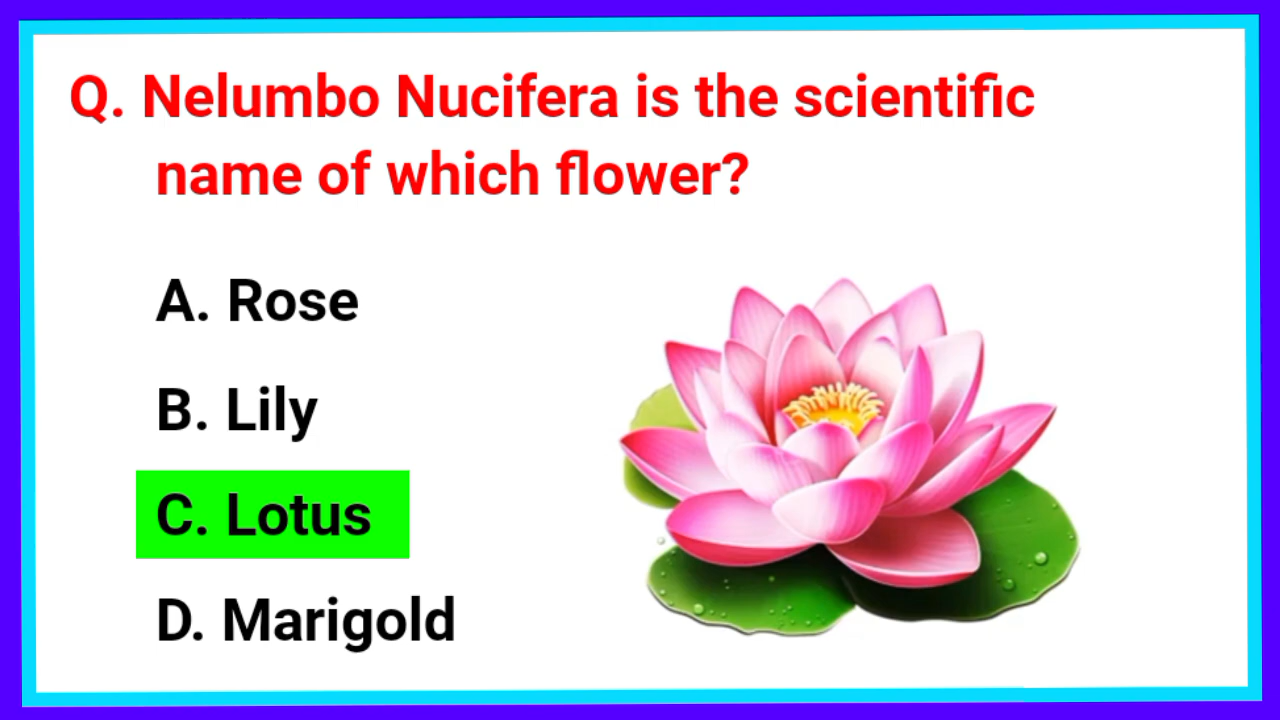 Q. Nelumbo Nucifera is the scientific
name of which flower?
A. Rose
B. Lily
C. Lotus
D. Marigold